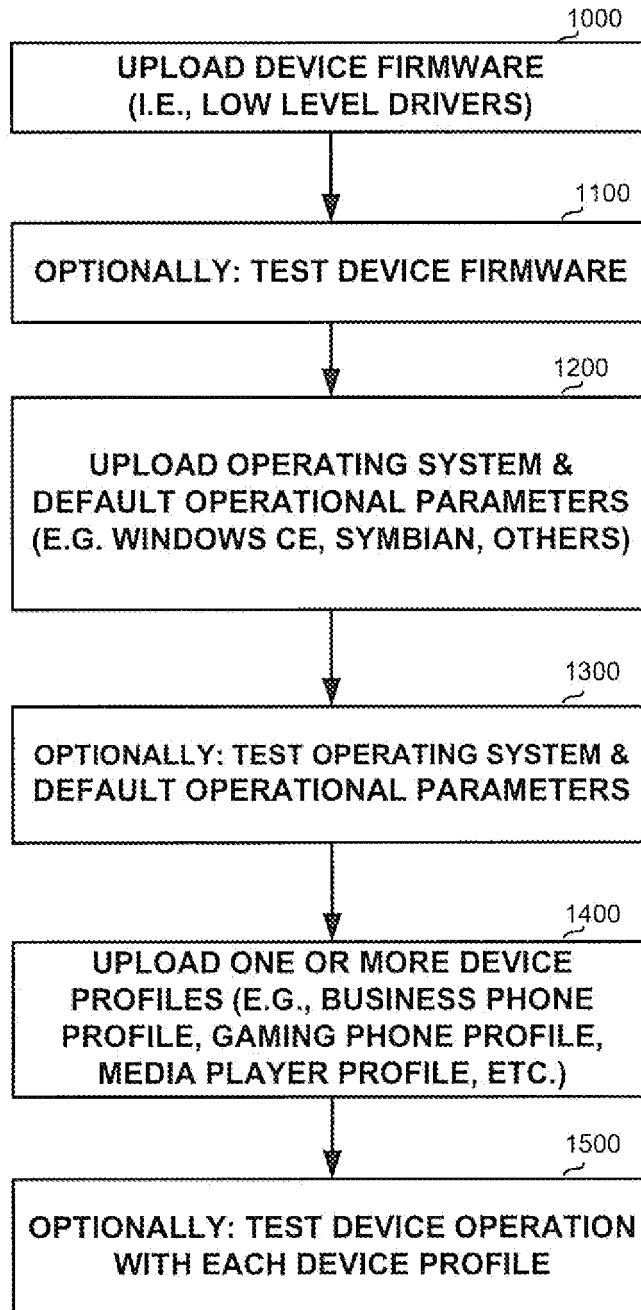 1000
UPLOAD DEVICE FIRMWARE
(I.E., LOW LEVEL DRIVERS)
1100
OPTIONALLY: TEST DEVICE FIRMWARE
1200
UPLOAD OPERATING SYSTEM &
DEFAULT OPERATIONAL PARAMETERS
(E.G. WINDOWS CE, SYMBIAN, OTHERS)
1300
OPTIONALLY: TEST OPERATING SYSTEM &
DEFAULT OPERATIONAL PARAMETERS
1400
UPLOAD ONE OR MORE DEVICE
PROFILES (E.G., BUSINESS PHONE
PROFILE, GAMING PHONE PROFILE,
MEDIA PLAYER PROFILE, ETC.)
1500
OPTIONALLY: TEST DEVICE OPERATION
WITH EACH DEVICE PROFILE